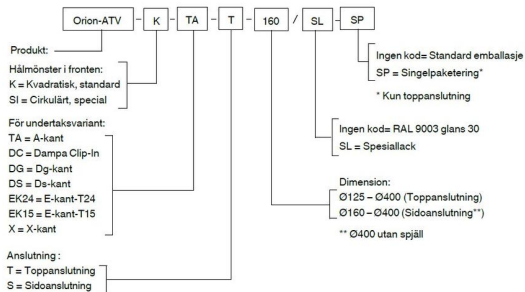 Orion-ATV - K - TA - T - 160 / SL - SP
Produkt:
Hålmönster i fronten:
K = Kvadratisk, standard
SI = Cirkulärt, special
För undertaksvariant:
TA = A-kant
DC = Dampa Clip-In
DG = Dg-kant
DS = Ds-kant
EK24 = E-kant-T24
EK15 = E-kant-T15
X = X-kant
Anslutning :
T = Toppanslutning
S = Sidoanslutning
Ingen kod= Standard emballasje
SP = Singelpaketering*
* Kun toppanslutning
Ingen kod= RAL 9003 glans 30
SL = Spesiallack
Dimension:
Ø125 – Ø400 (Toppanslutning)
Ø160 – Ø400 (Sidoanslutning**)
** Ø400 utan spjäll